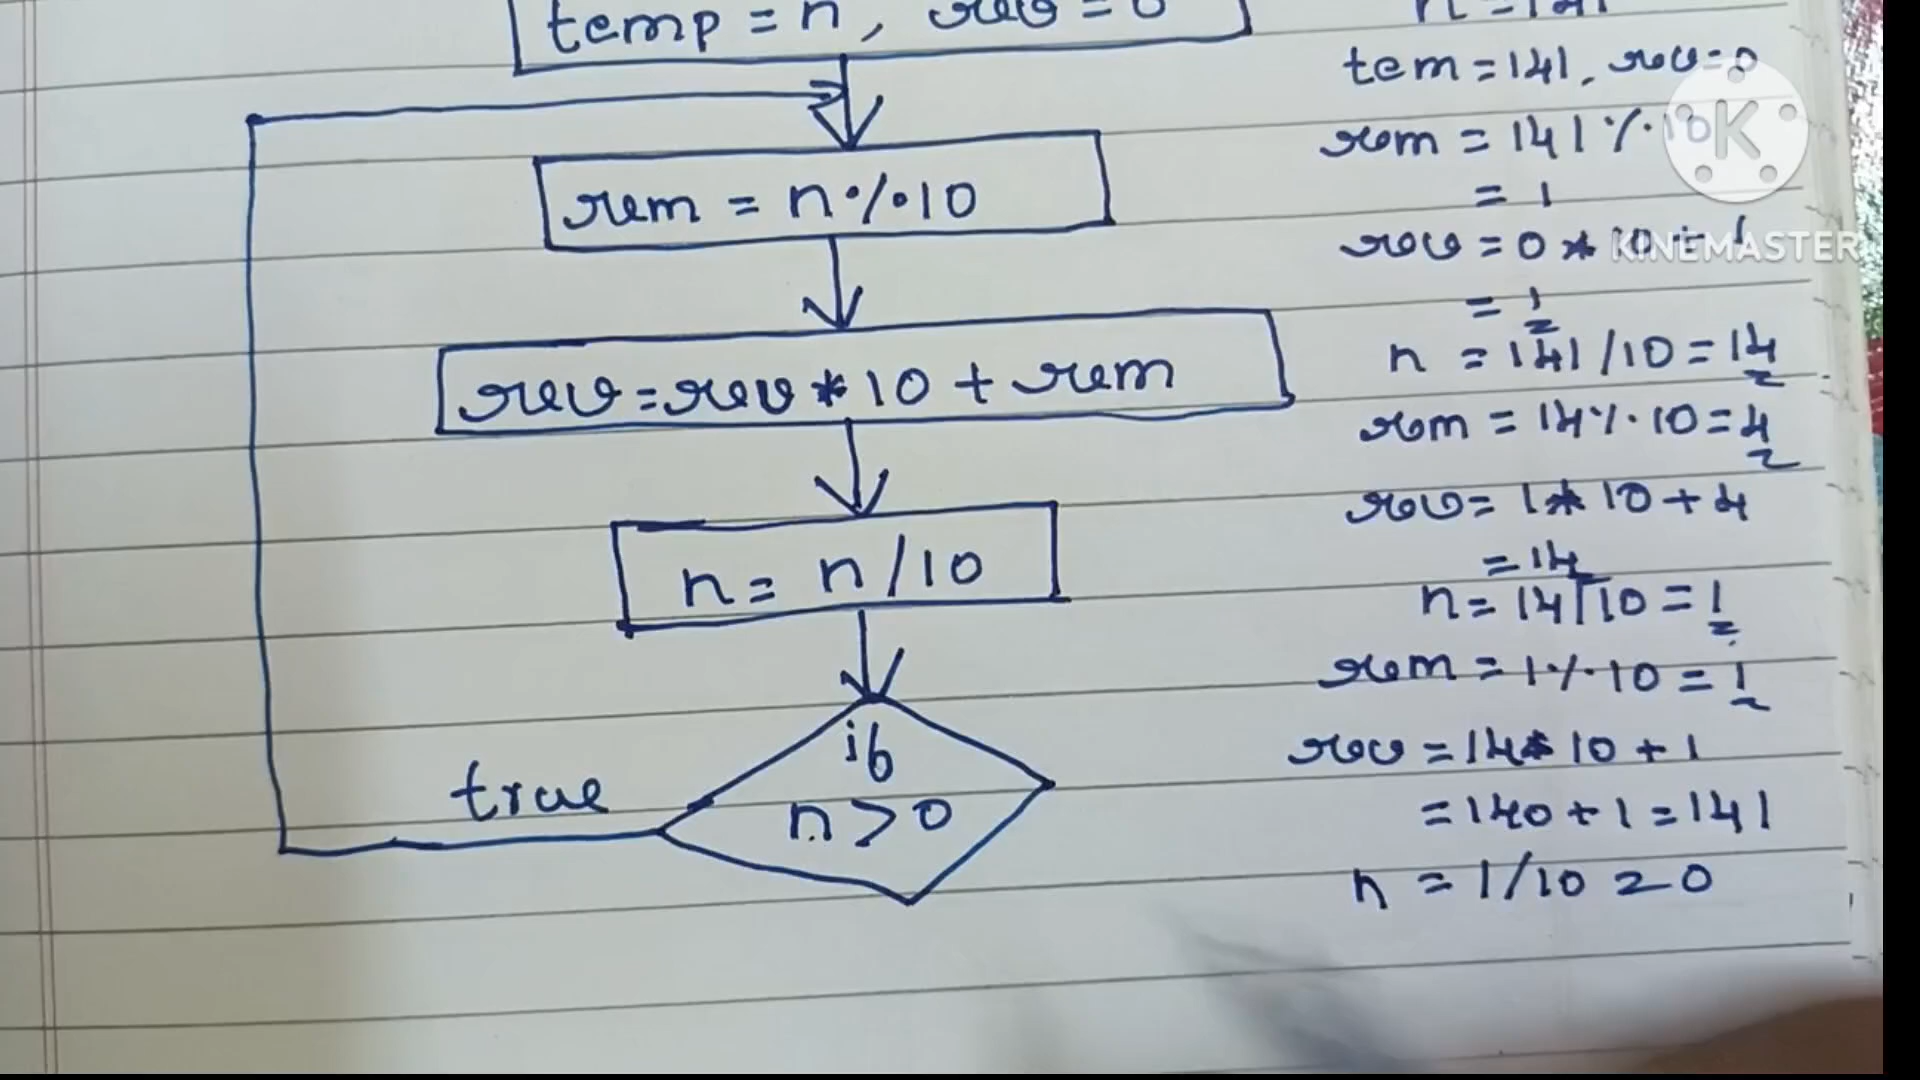 temp = n, rev = 0
rem = n % 10
rev = rev * 10 + rem
n = n / 10
if
n > 0
true
n = 141
tem = 141, rev = 0
rem = 141 % 10
= 1
rev = 0 * 10 + 1
= 1
n = 141 / 10 = 14
rem = 14 % 10 = 4
rev = 1 * 10 + 4
= 14
n = 14 / 10 = 1
rem = 1 % 10 = 1
rev = 14 * 10 + 1
= 140 + 1 = 141
n = 1 / 10 = 0
K
KINEMASTER